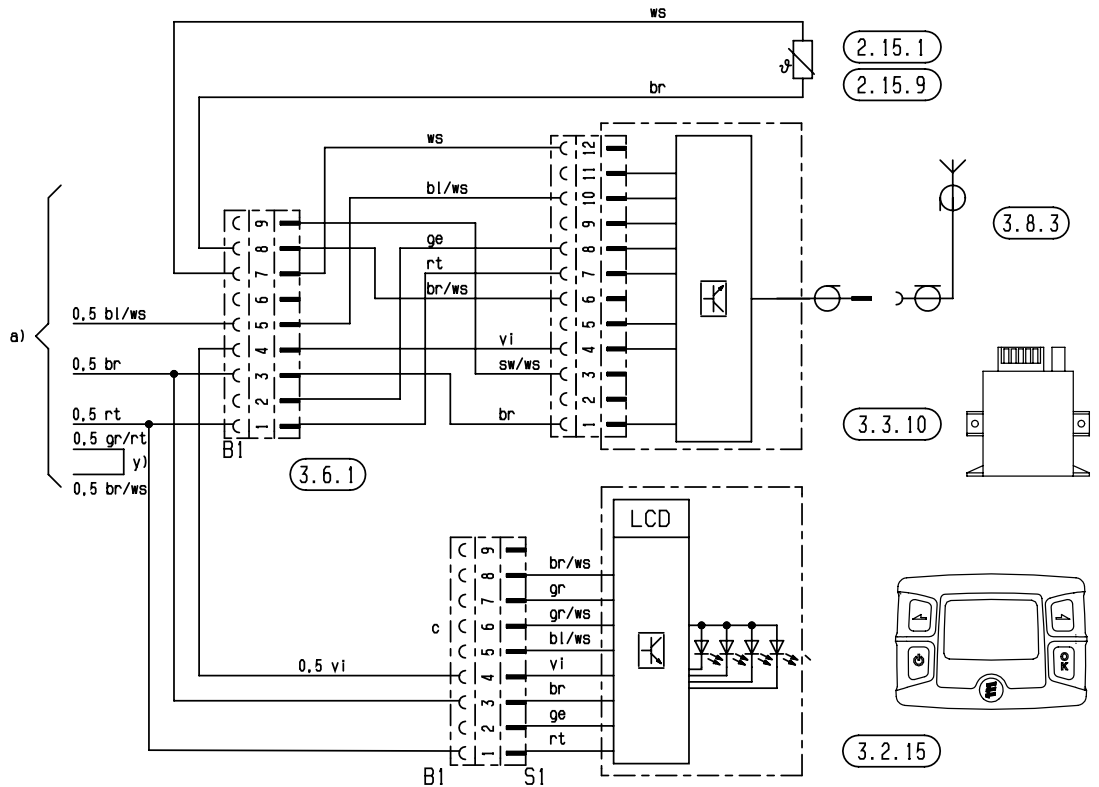 ws
2.15.1
ϑ
2.15.9
br
ws
12
11
bl/ws
10
9
3.8.3
9
ge
8
8
rt
7
7
br/ws
6
6
0,5 bl/ws
5
5
a)
vi
4
4
0,5 br
sw/ws
3
3
2
2
0,5 rt
br
1
1
3.3.10
0,5 gr/rt
B1
y)
3.6.1
0,5 br/ws
LCD
9
br/ws
8
gr
7
gr/ws
c
6
bl/ws
5
0,5 vi
vi
4
br
3
ge
2
rt
1
OK
3.2.15
B1
S1